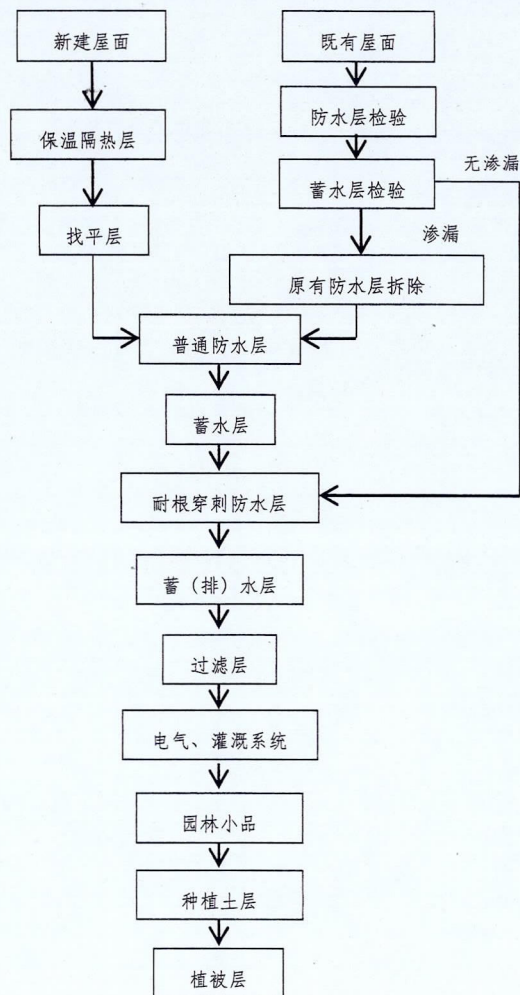 新建屋面
既有屋面
保温隔热层
防水层检验
无渗漏
蓄水层检验
找平层
渗漏
原有防水层拆除
普通防水层
蓄水层
耐根穿刺防水层
蓄（排）水层
过滤层
电气、灌溉系统
园林小品
种植土层
植被层